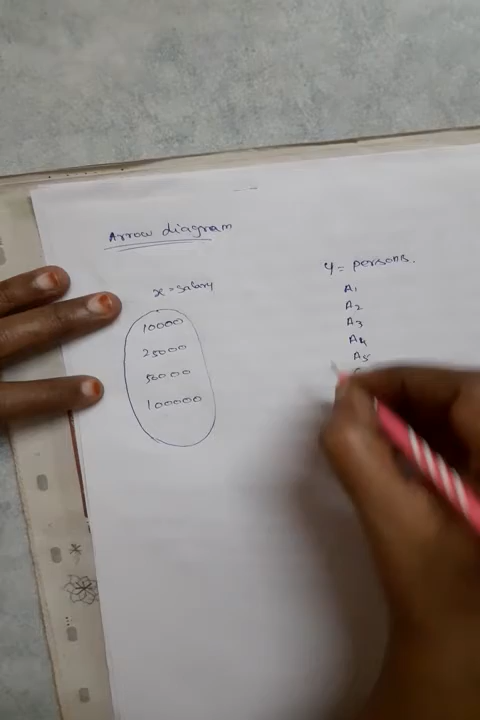 Arrow diagram
x = salary
y = persons.
10000
25000
50000
100000
A1
A2
A3
A4
A5